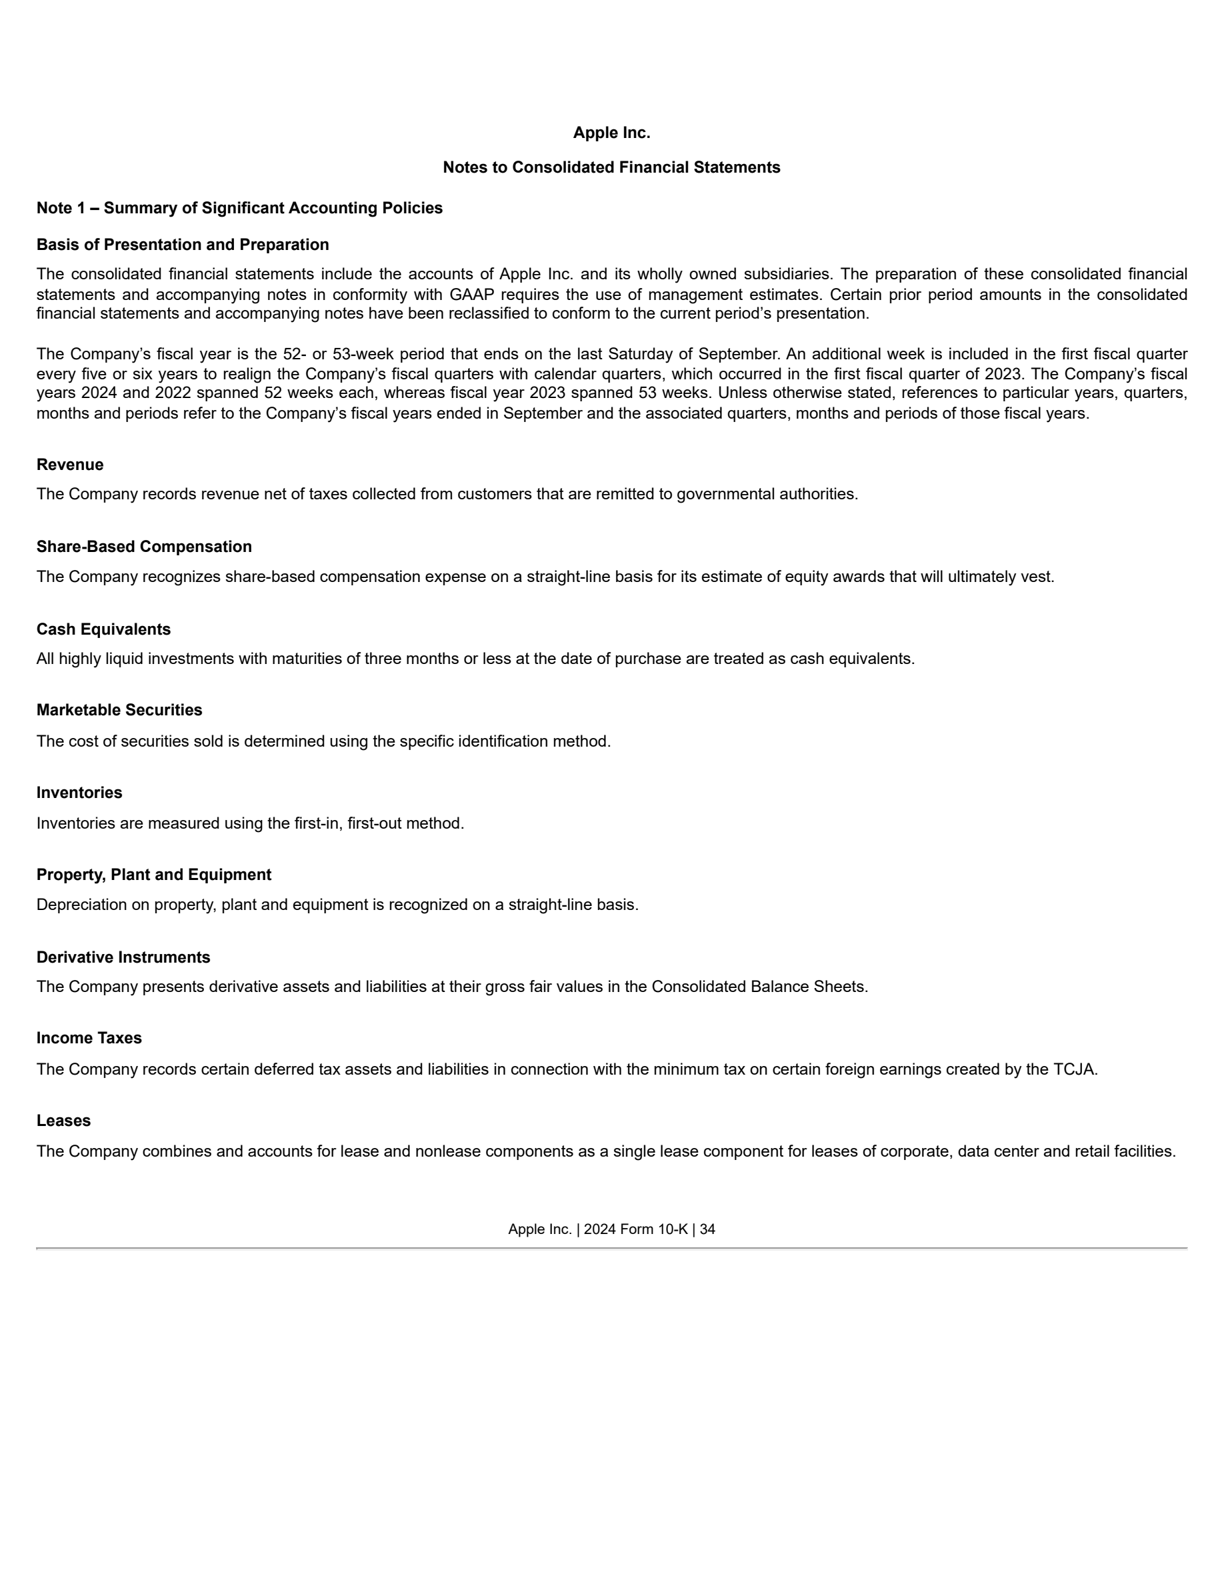 Apple Inc.
Notes to Consolidated Financial Statements
Note 1 – Summary of Significant Accounting Policies
Basis of Presentation and Preparation
The consolidated financial statements include the accounts of Apple Inc. and its wholly owned subsidiaries. The preparation of these consolidated financial
statements and accompanying notes in conformity with GAAP requires the use of management estimates. Certain prior period amounts in the consolidated
financial statements and accompanying notes have been reclassified to conform to the current period’s presentation.
The Company’s fiscal year is the 52- or 53-week period that ends on the last Saturday of September. An additional week is included in the first fiscal quarter
every five or six years to realign the Company’s fiscal quarters with calendar quarters, which occurred in the first fiscal quarter of 2023. The Company’s fiscal
years 2024 and 2022 spanned 52 weeks each, whereas fiscal year 2023 spanned 53 weeks. Unless otherwise stated, references to particular years, quarters,
months and periods refer to the Company’s fiscal years ended in September and the associated quarters, months and periods of those fiscal years.
Revenue
The Company records revenue net of taxes collected from customers that are remitted to governmental authorities.
Share-Based Compensation
The Company recognizes share-based compensation expense on a straight-line basis for its estimate of equity awards that will ultimately vest.
Cash Equivalents
All highly liquid investments with maturities of three months or less at the date of purchase are treated as cash equivalents.
Marketable Securities
The cost of securities sold is determined using the specific identification method.
Inventories
Inventories are measured using the first-in, first-out method.
Property, Plant and Equipment
Depreciation on property, plant and equipment is recognized on a straight-line basis.
Derivative Instruments
The Company presents derivative assets and liabilities at their gross fair values in the Consolidated Balance Sheets.
Income Taxes
The Company records certain deferred tax assets and liabilities in connection with the minimum tax on certain foreign earnings created by the TCJA.
Leases
The Company combines and accounts for lease and nonlease components as a single lease component for leases of corporate, data center and retail facilities.
Apple Inc. | 2024 Form 10-K | 34